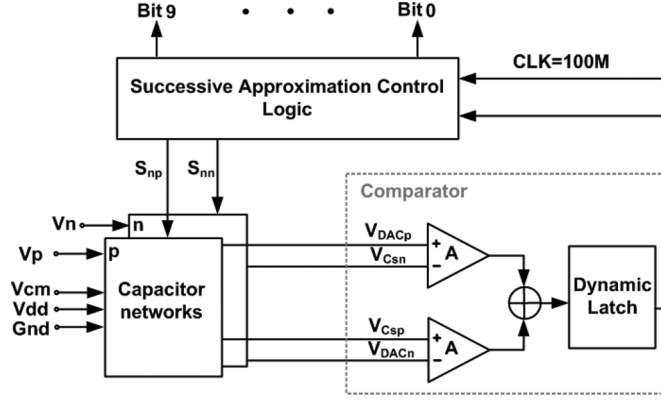 Bit 9 . . . Bit 0
CLK=100M
Successive Approximation Control
Logic
Snp Snn
Comparator
Vn n
Vp p
VDACp
VCsn
+ A
−
Vcm
Vdd
Gnd
Capacitor
networks
Dynamic
Latch
VCsp
VDACn
+ A
−